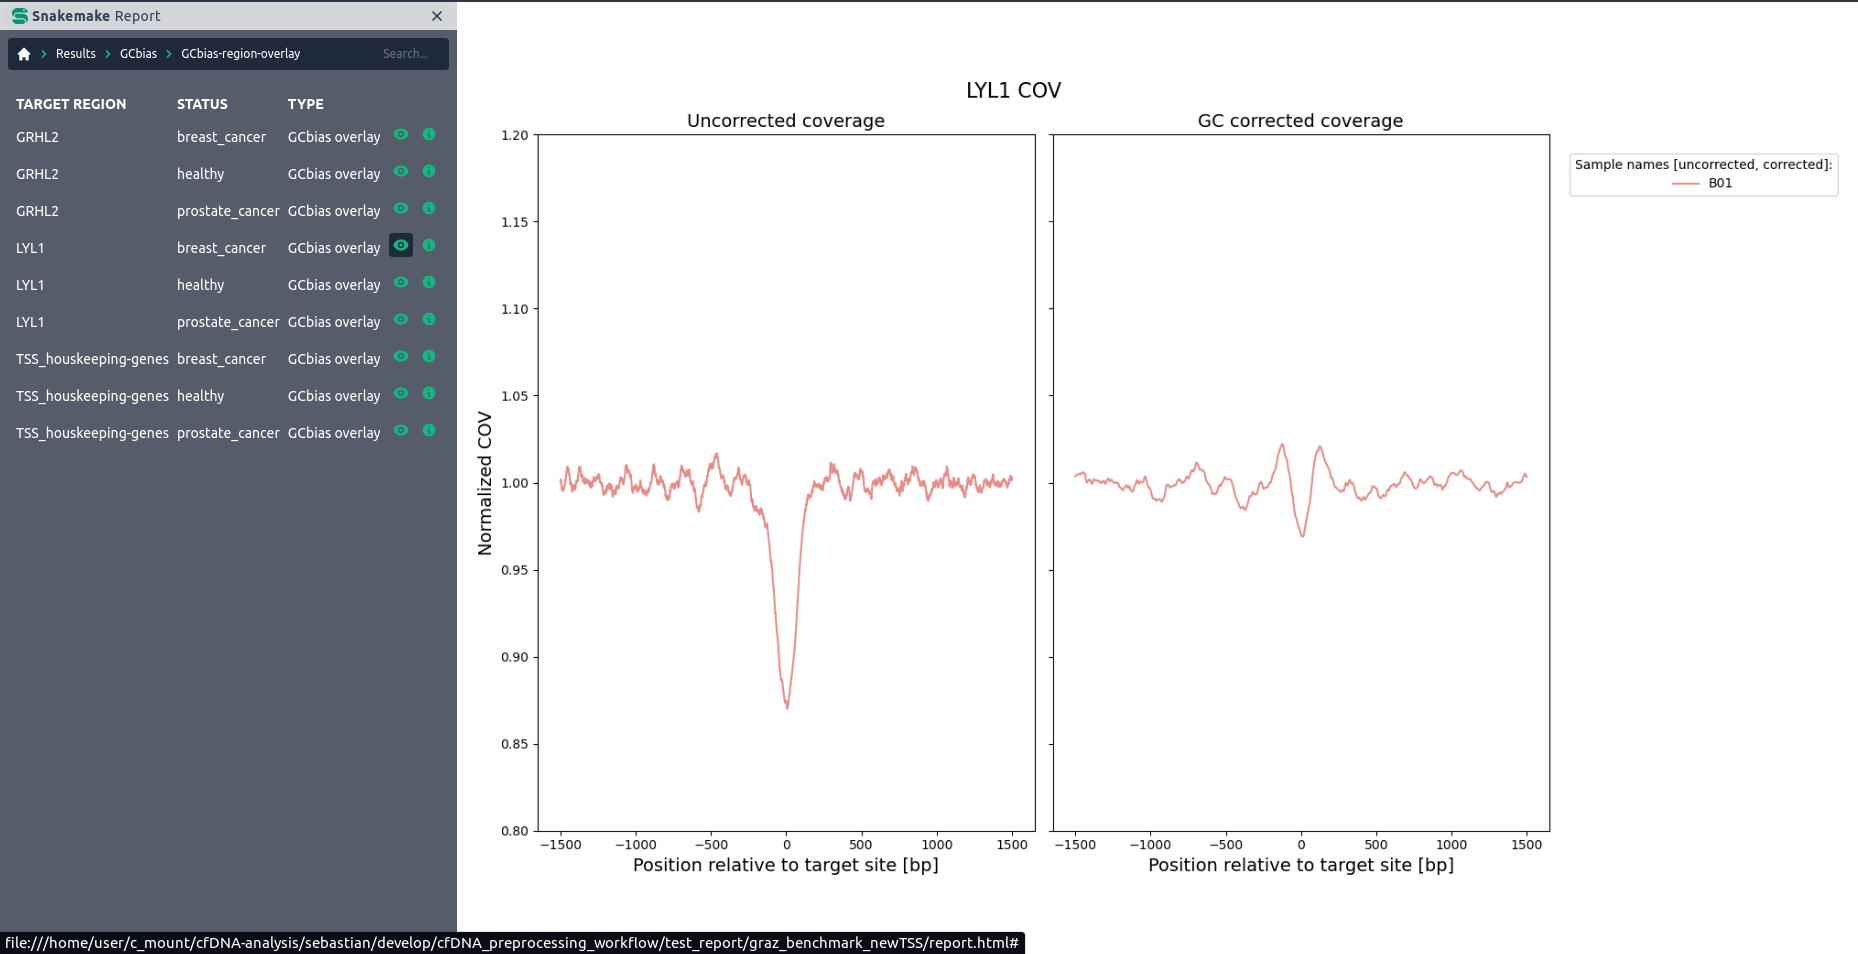 Snakemake Report ✕
Results > GCbias > GCbias-region-overlay Search...
TARGET REGION STATUS TYPE
GRHL2 breast_cancer GCbias overlay
GRHL2 healthy GCbias overlay
GRHL2 prostate_cancer GCbias overlay
LYL1 breast_cancer GCbias overlay
LYL1 healthy GCbias overlay
LYL1 prostate_cancer GCbias overlay
TSS_houskeeping-genes breast_cancer GCbias overlay
TSS_houskeeping-genes healthy GCbias overlay
TSS_houskeeping-genes prostate_cancer GCbias overlay
LYL1 COV
Uncorrected coverage
1.20
1.15
1.10
1.05
1.00
0.95
0.90
0.85
0.80
Normalized COV
−1500 −1000 −500 0 500 1000 1500
Position relative to target site [bp]
GC corrected coverage
−1500 −1000 −500 0 500 1000 1500
Position relative to target site [bp]
Sample names [uncorrected, corrected]:
B01
file:///home/user/c_mount/cfDNA-analysis/sebastian/develop/cfDNA_preprocessing_workflow/test_report/graz_benchmark_newTSS/report.html#